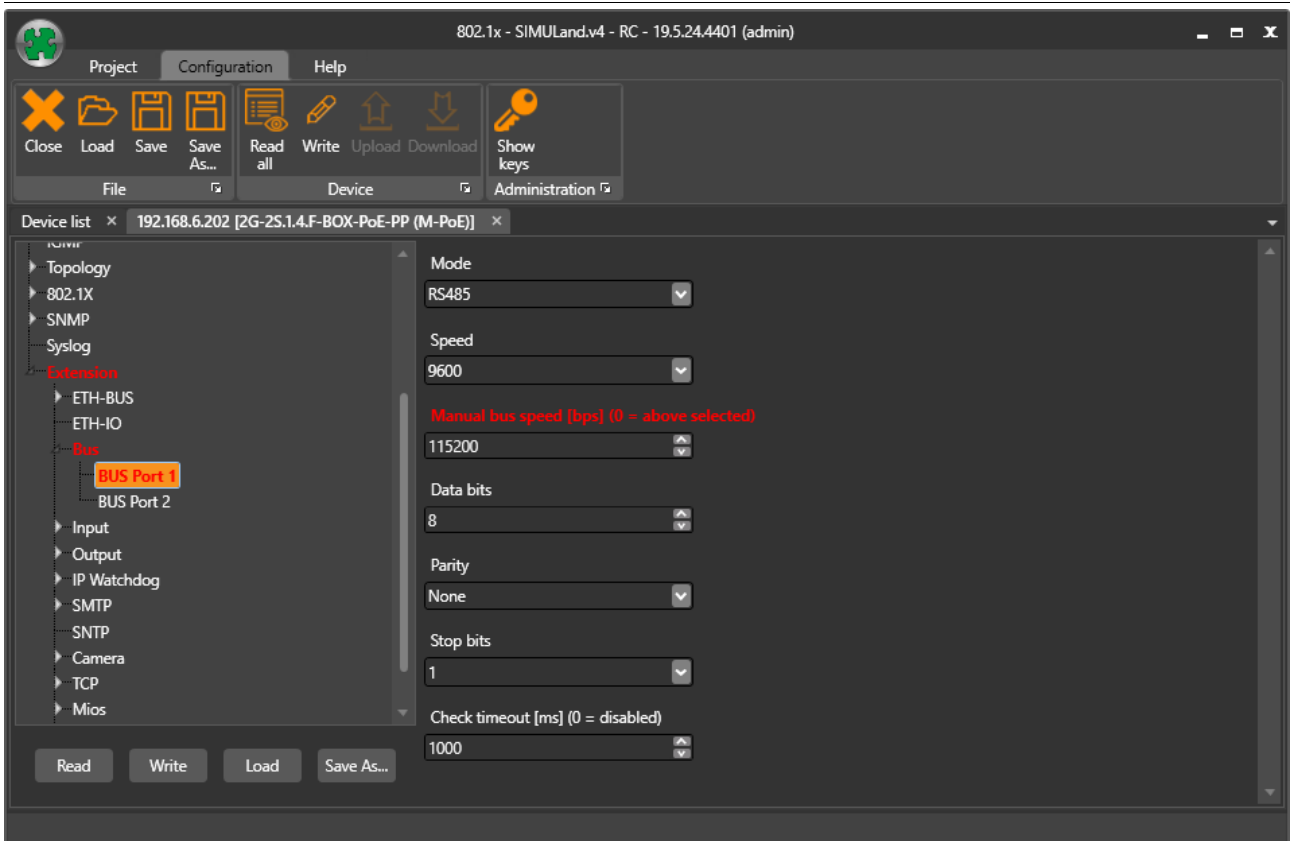 802.1x - SIMULand.v4 - RC - 19.5.24.4401 (admin)
Project Configuration Help
Close Load Save Save As... Read all Write Upload Download Show keys
File Device Administration
Device list × 192.168.6.202 [2G-2S.1.4.F-BOX-PoE-PP (M-PoE)] ×
IGMP
Topology
802.1X
SNMP
Syslog
Extension
ETH-BUS
ETH-IO
Bus
BUS Port 1
BUS Port 2
Input
Output
IP Watchdog
SMTP
SNTP
Camera
TCP
Mios
Read Write Load Save As...
Mode
RS485
Speed
9600
Manual bus speed [bps] (0 = above selected)
115200
Data bits
8
Parity
None
Stop bits
1
Check timeout [ms] (0 = disabled)
1000